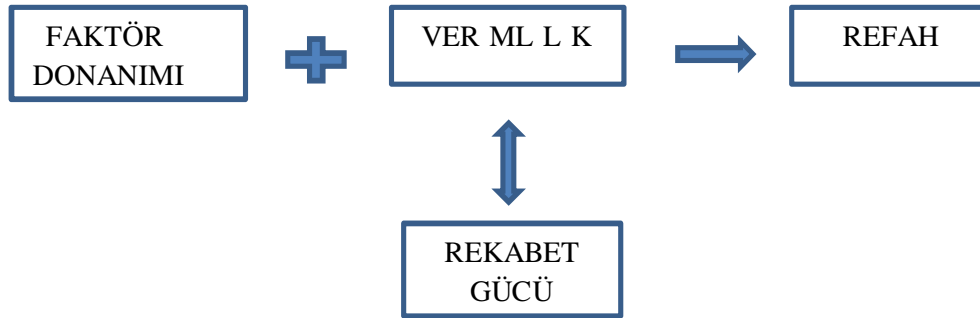 FAKTÖR
DONANIMI
VER ML L K
REFAH
REKABET
GÜCÜ